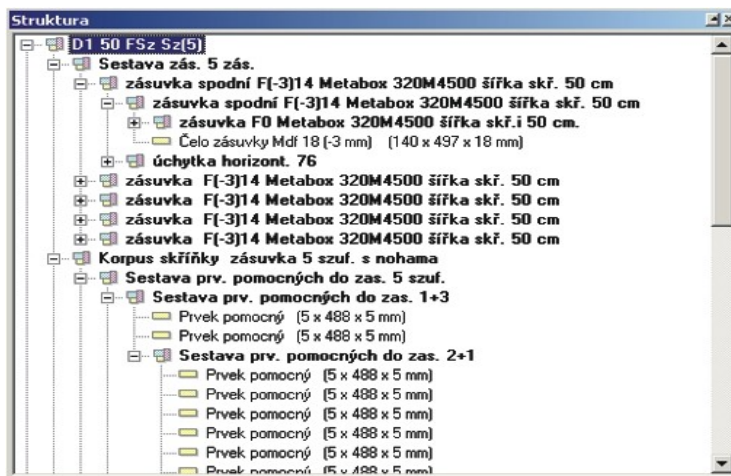 Struktura
D1 50 FSz Sz(5)
Sestava zás. 5 zás.
zásuvka spodní F(-3)14 Metabox 320M4500 šířka skř. 50 cm
zásuvka spodní F(-3)14 Metabox 320M4500 šířka skř. 50 cm
zásuvka F0 Metabox 320M4500 šířka skř.i 50 cm.
Čelo zásuvky Mdf 18 (-3 mm) (140 x 497 x 18 mm)
úchytka horizont. 76
zásuvka F(-3)14 Metabox 320M4500 šířka skř. 50 cm
zásuvka F(-3)14 Metabox 320M4500 šířka skř. 50 cm
zásuvka F(-3)14 Metabox 320M4500 šířka skř. 50 cm
zásuvka F(-3)14 Metabox 320M4500 šířka skř. 50 cm
Korpus skříňky zásuvka 5 szuf. s nohama
Sestava prv. pomocných do zas. 5 szuf.
Sestava prv. pomocných do zas. 1+3
Prvek pomocný (5 x 488 x 5 mm)
Prvek pomocný (5 x 488 x 5 mm)
Sestava prv. pomocných do zas. 2+1
Prvek pomocný (5 x 488 x 5 mm)
Prvek pomocný (5 x 488 x 5 mm)
Prvek pomocný (5 x 488 x 5 mm)
Prvek pomocný (5 x 488 x 5 mm)
Prvek pomocný (5 x 488 x 5 mm)
Prvek pomocný (5 x 488 x 5 mm)